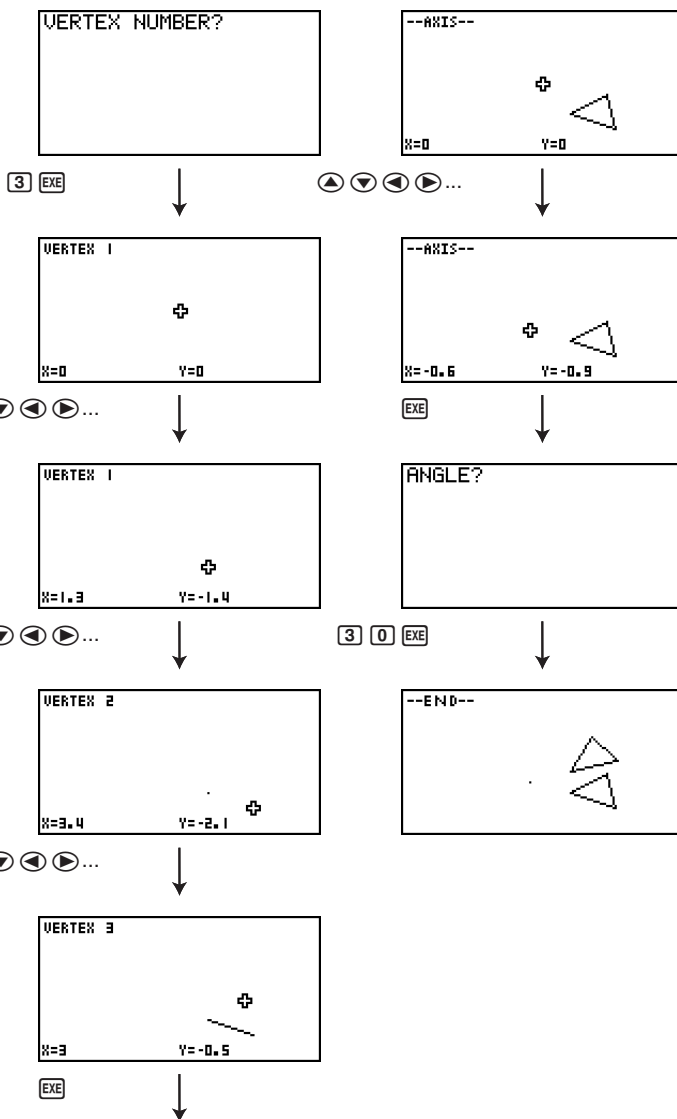 VERTEX NUMBER?
3 EXE
VERTEX 1
X=0 Y=0
...
VERTEX 1
X=1.3 Y=-1.4
...
VERTEX 2
X=3.4 Y=-2.1
...
VERTEX 3
X=3 Y=-0.5
EXE
--AXIS--
X=0 Y=0
...
--AXIS--
X=-0.6 Y=-0.9
EXE
ANGLE?
3 0 EXE
--END--